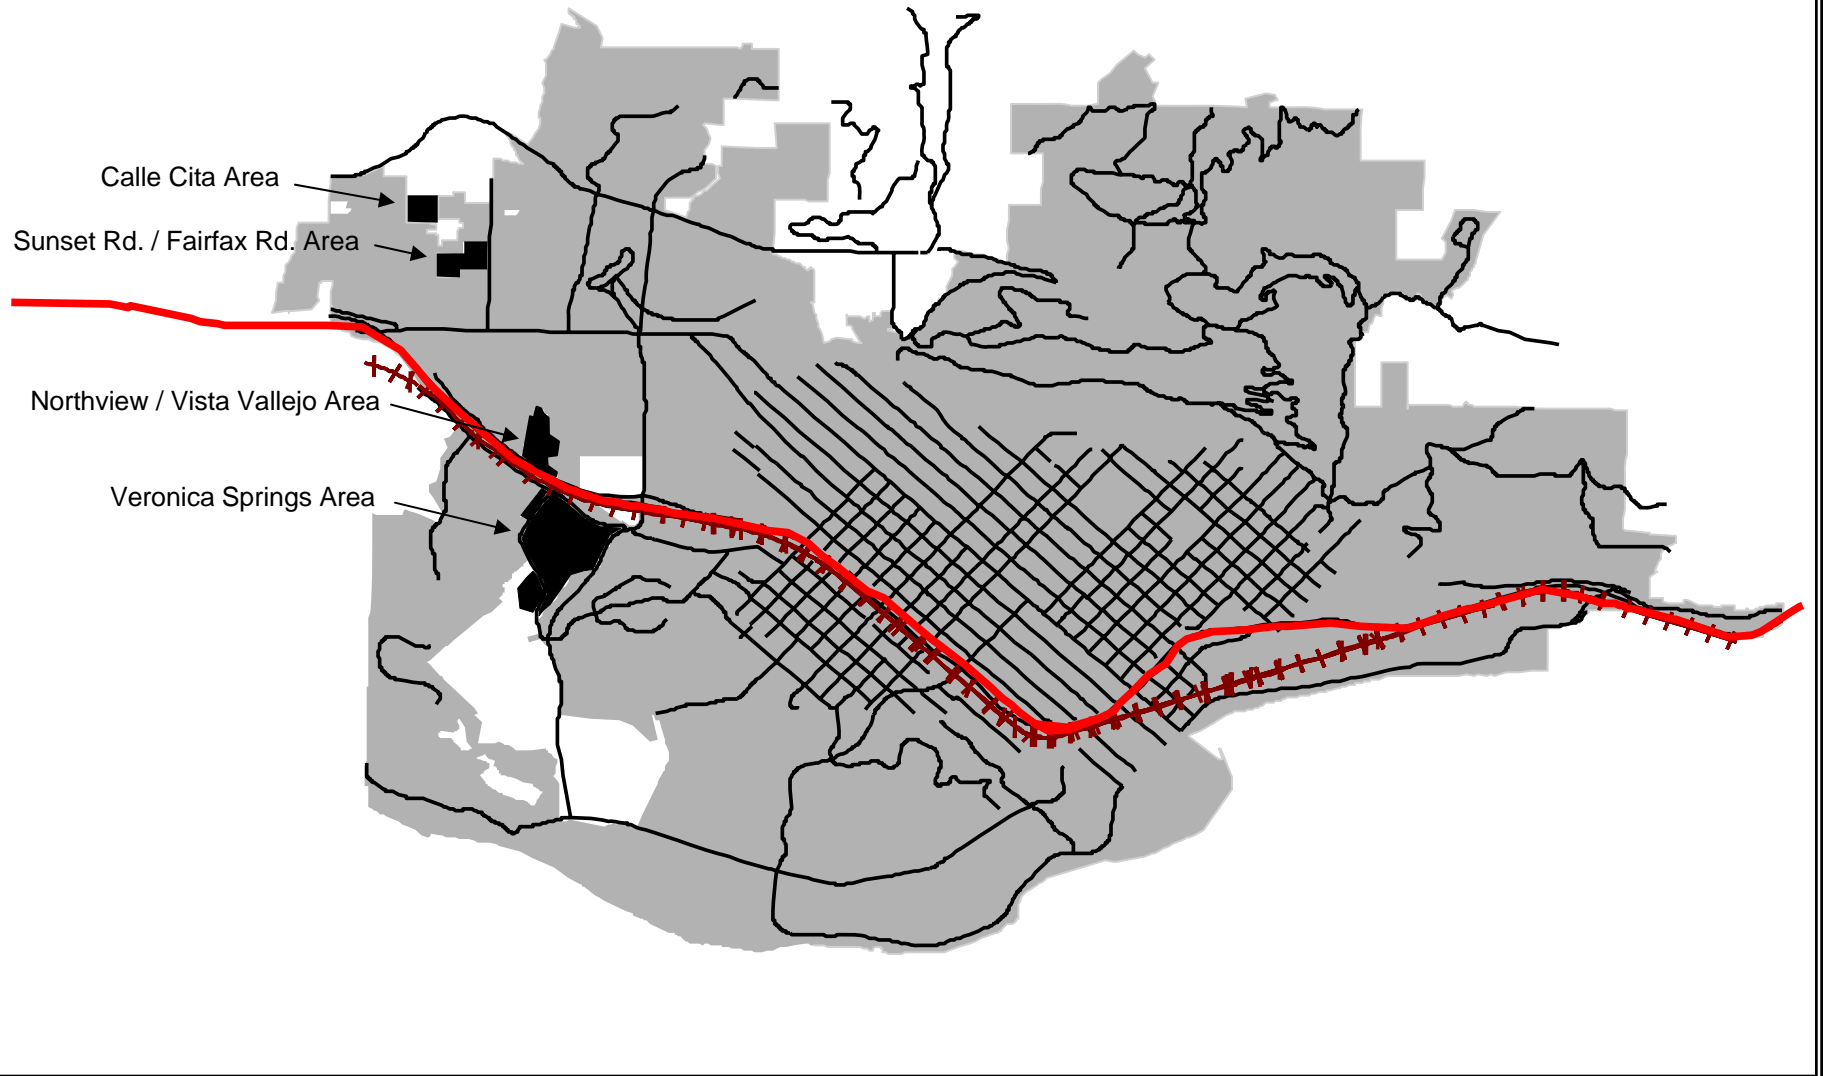 Calle Cita Area
Sunset Rd. / Fairfax Rd. Area
Northview / Vista Vallejo Area
Veronica Springs Area